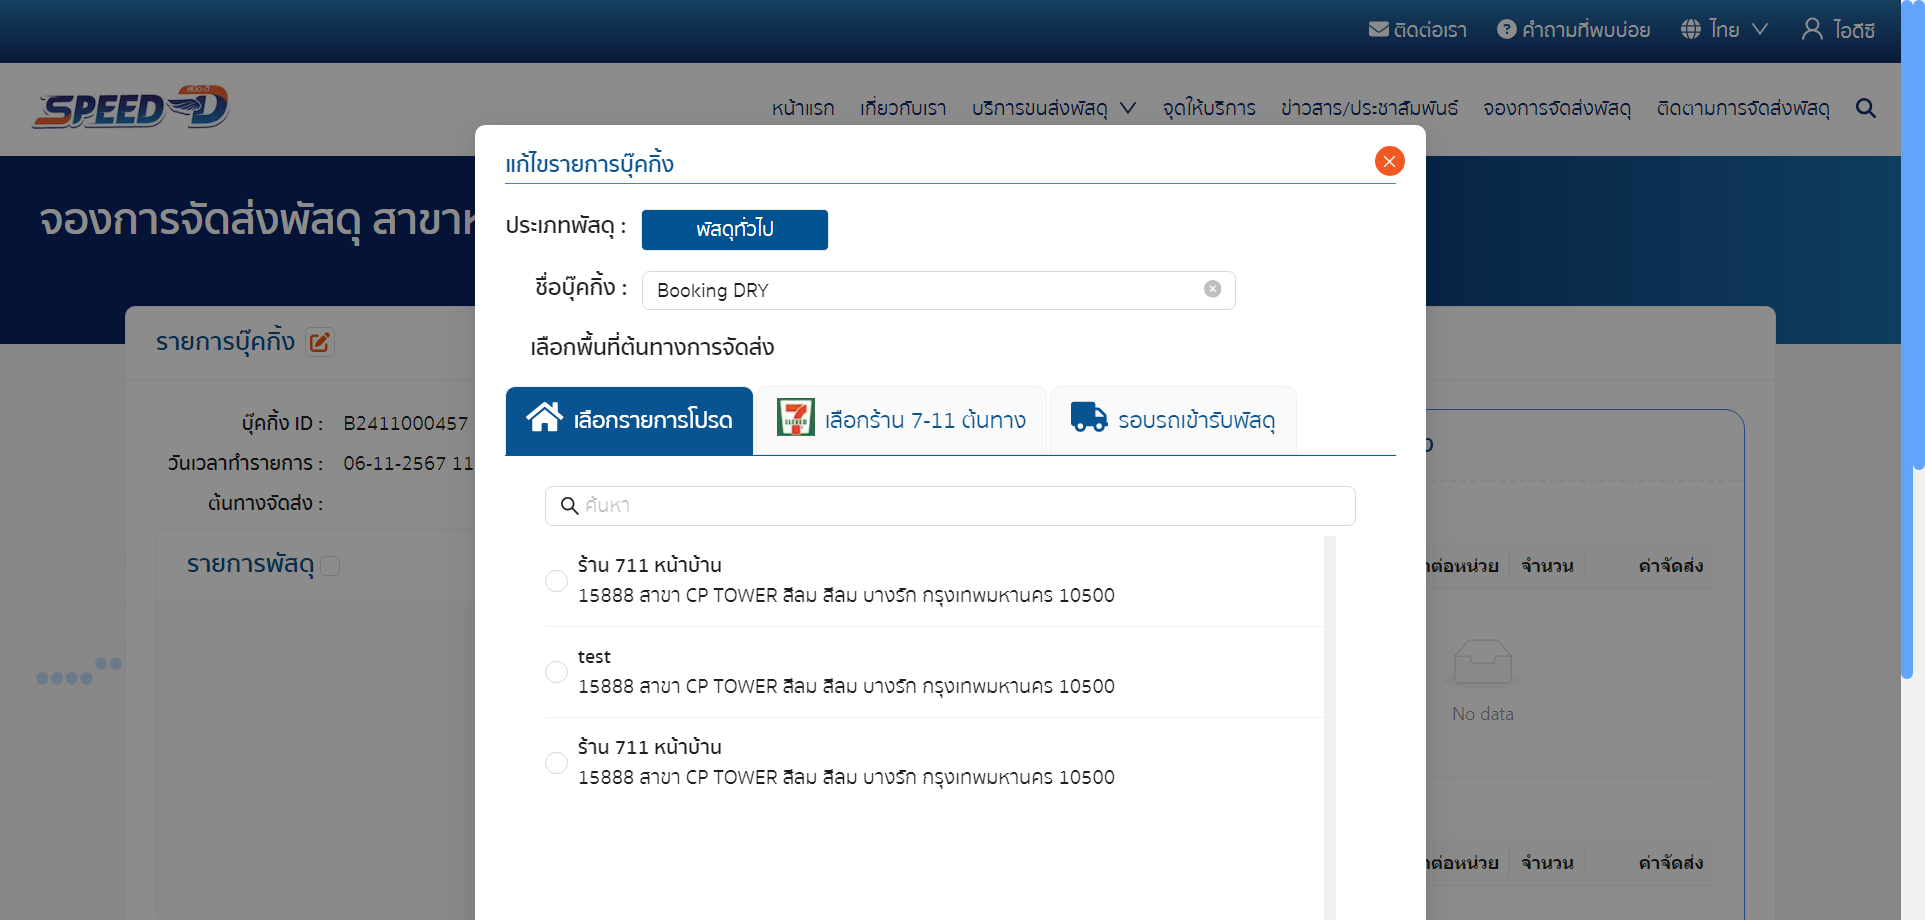 ติดต่อเรา คำถามที่พบบ่อย ไทย ไอดีซี
สปีด-ดี
SPEED-D
หน้าแรก เกี่ยวกับเรา บริการขนส่งพัสดุ จุดให้บริการ ข่าวสาร/ประชาสัมพันธ์ จองการจัดส่งพัสดุ ติดตามการจัดส่งพัสดุ
จองการจัดส่งพัสดุ
แก้ไขรายการบุ๊คกิ้ง
ประเภทพัสดุ : พัสดุทั่วไป
ชื่อบุ๊คกิ้ง : Booking DRY
เลือกพื้นที่ต้นทางการจัดส่ง
เลือกรายการโปรด เลือกร้าน 7-11 ต้นทาง รอบรถเข้ารับพัสดุ
ค้นหา
ร้าน 711 หน้าบ้าน
15888 สาขา CP TOWER สีลม สีลม บางรัก กรุงเทพมหานคร 10500
test
15888 สาขา CP TOWER สีลม สีลม บางรัก กรุงเทพมหานคร 10500
ร้าน 711 หน้าบ้าน
15888 สาขา CP TOWER สีลม สีลม บางรัก กรุงเทพมหานคร 10500
รายการบุ๊คกิ้ง
บุ๊คกิ้ง ID : B2411000457
วันเวลาทำรายการ : 06-11-2567 11
ต้นทางจัดส่ง :
รายการพัสดุ
ต่อหน่วย จำนวน ค่าจัดส่ง
No data
ต่อหน่วย จำนวน ค่าจัดส่ง